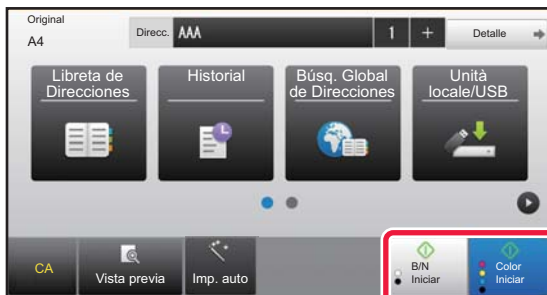 Original
A4
Direcc. AAA 1 + Detalle
Libreta de
Direcciones
Historial
Búsq. Global
de Direcciones
Unità
locale/USB
CA
Vista previa
Imp. auto
B/N
Iniciar
Color
Iniciar